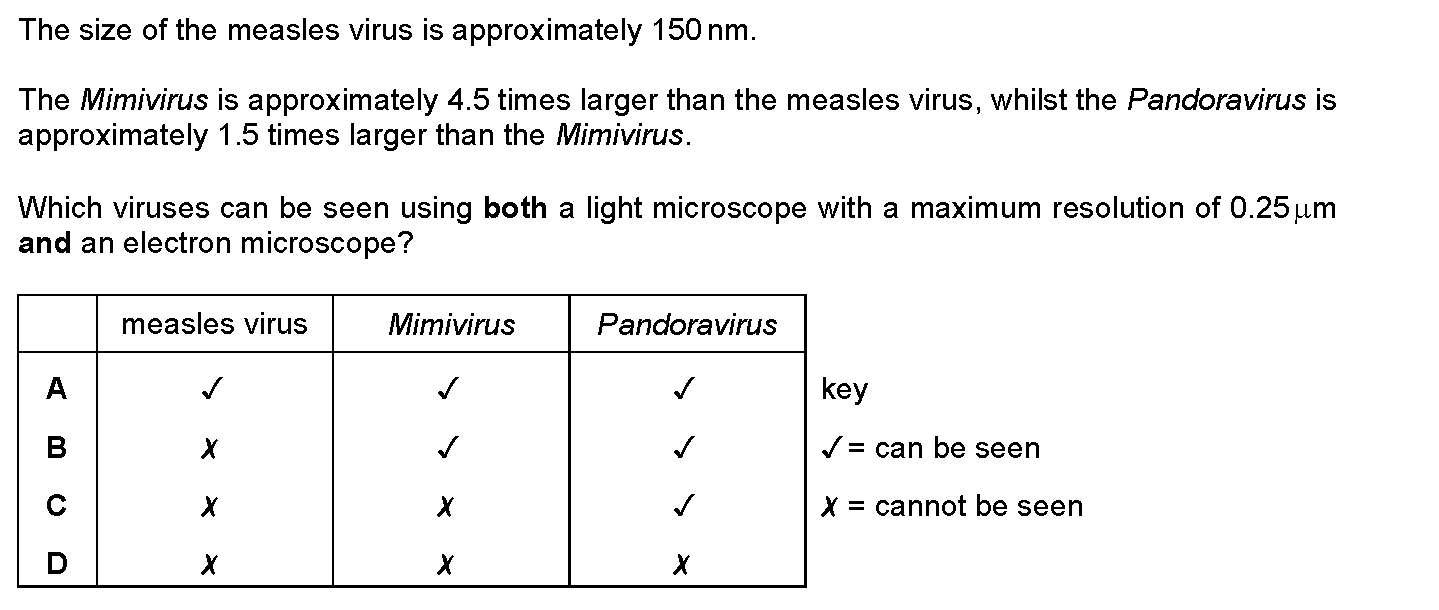 The size of the measles virus is approximately 150 nm.
The Mimivirus is approximately 4.5 times larger than the measles virus, whilst the Pandoravirus is
approximately 1.5 times larger than the Mimivirus.
Which viruses can be seen using both a light microscope with a maximum resolution of 0.25 μm
and an electron microscope?
measles virus Mimivirus Pandoravirus
A ✓ ✓ ✓ key
B ✗ ✓ ✓ ✓ = can be seen
C ✗ ✗ ✓ ✗ = cannot be seen
D ✗ ✗ ✗